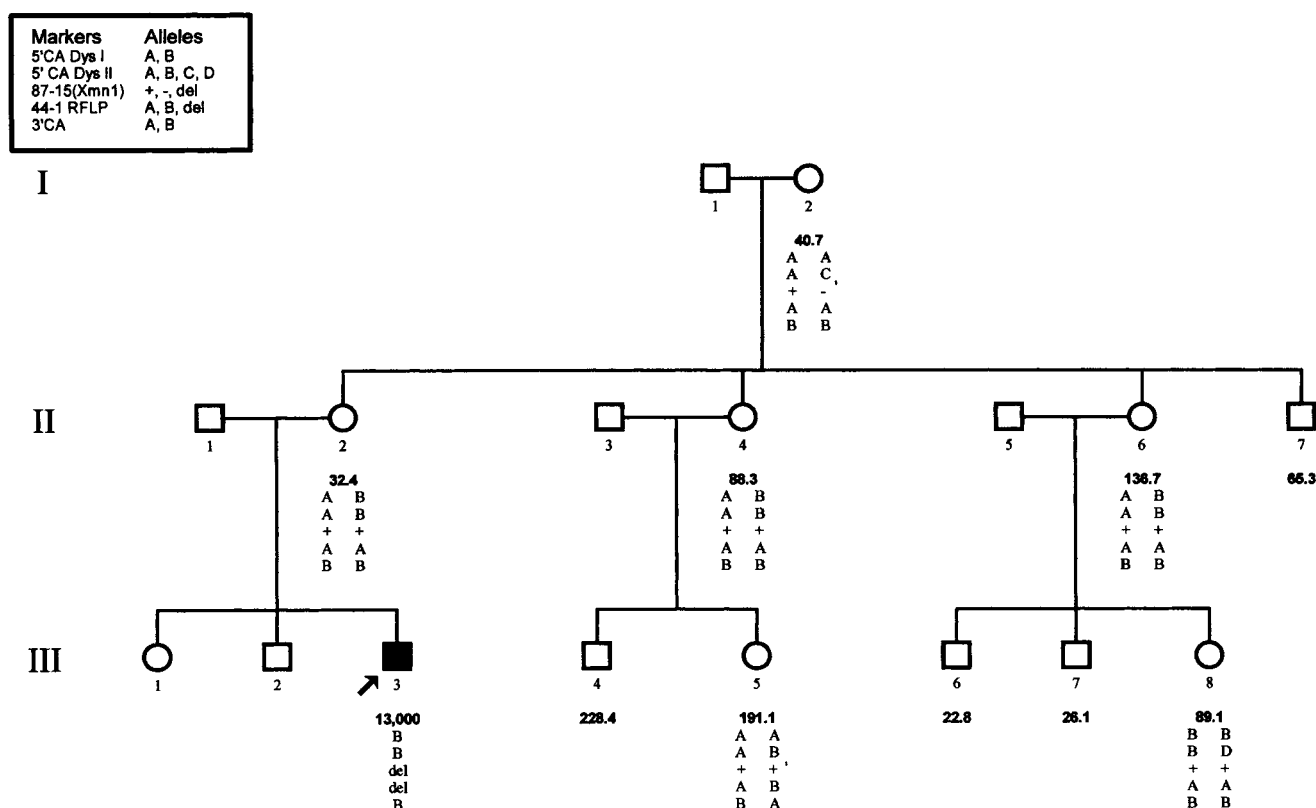 Markers Alleles
5'CA Dys I A, B
5' CA Dys II A, B, C, D
87-15(Xmn1) +, -, del
44-1 RFLP A, B, del
3'CA A, B
I
1 2
40.7
A A
A C,
+ -
A A
B B
II
1 2 3 4 5 6 7
32.4 88.3 136.7 65.3
A B A B A B
A B A B A B
+ + + + + +
A A A A A A
B B B B B B
III
1 2 3 4 5 6 7 8
13,000 228.4 191.1 22.8 26.1 89.1
B A A B B
B A B B D
del + +, + +
del A B A A
B B A B B